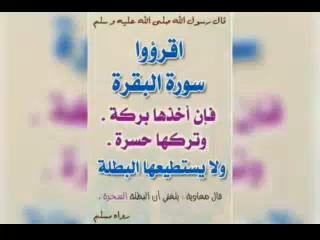 قال رسول الله صلى الله عليه وسلم
اقرؤوا
سورة البقرة
فإن أخذها بركة .
وتركها حسرة .
ولا يستطيعها البطلة
قال معاوية : بلغني أن البطلة السحرة .
رواه مسلم